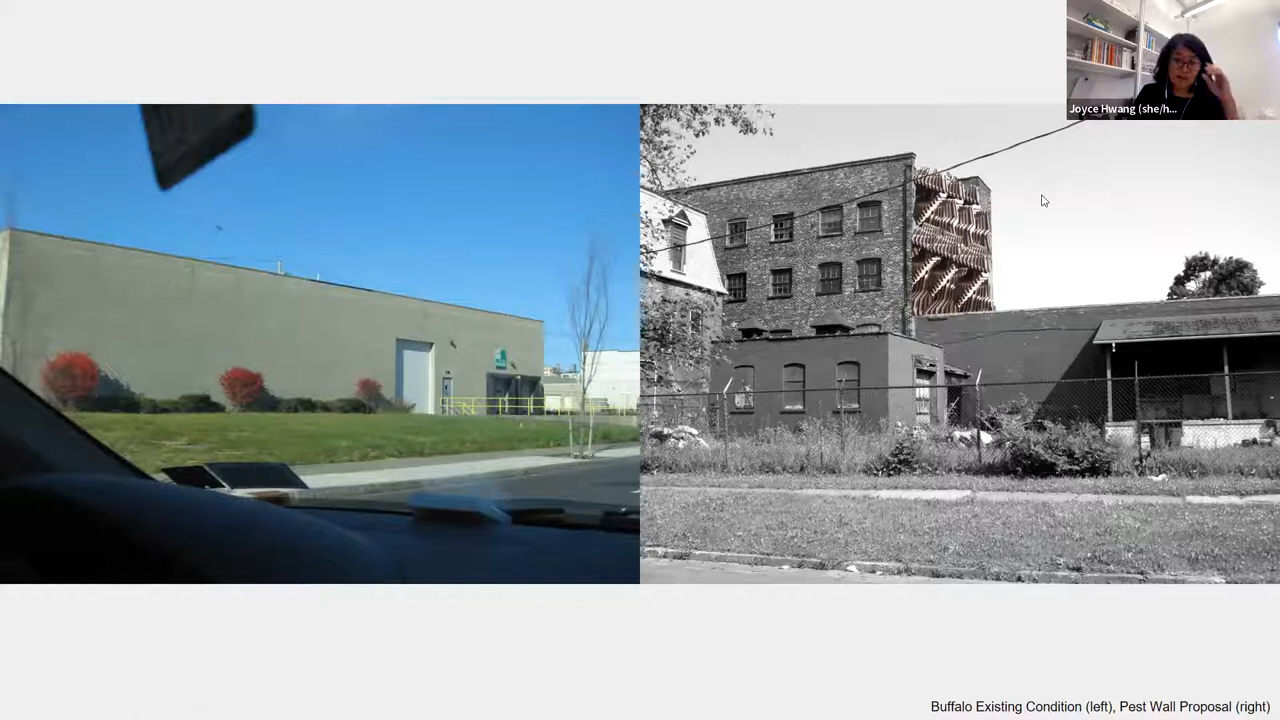 Joyce Hwang (she/h...
Buffalo Existing Condition (left), Pest Wall Proposal (right)